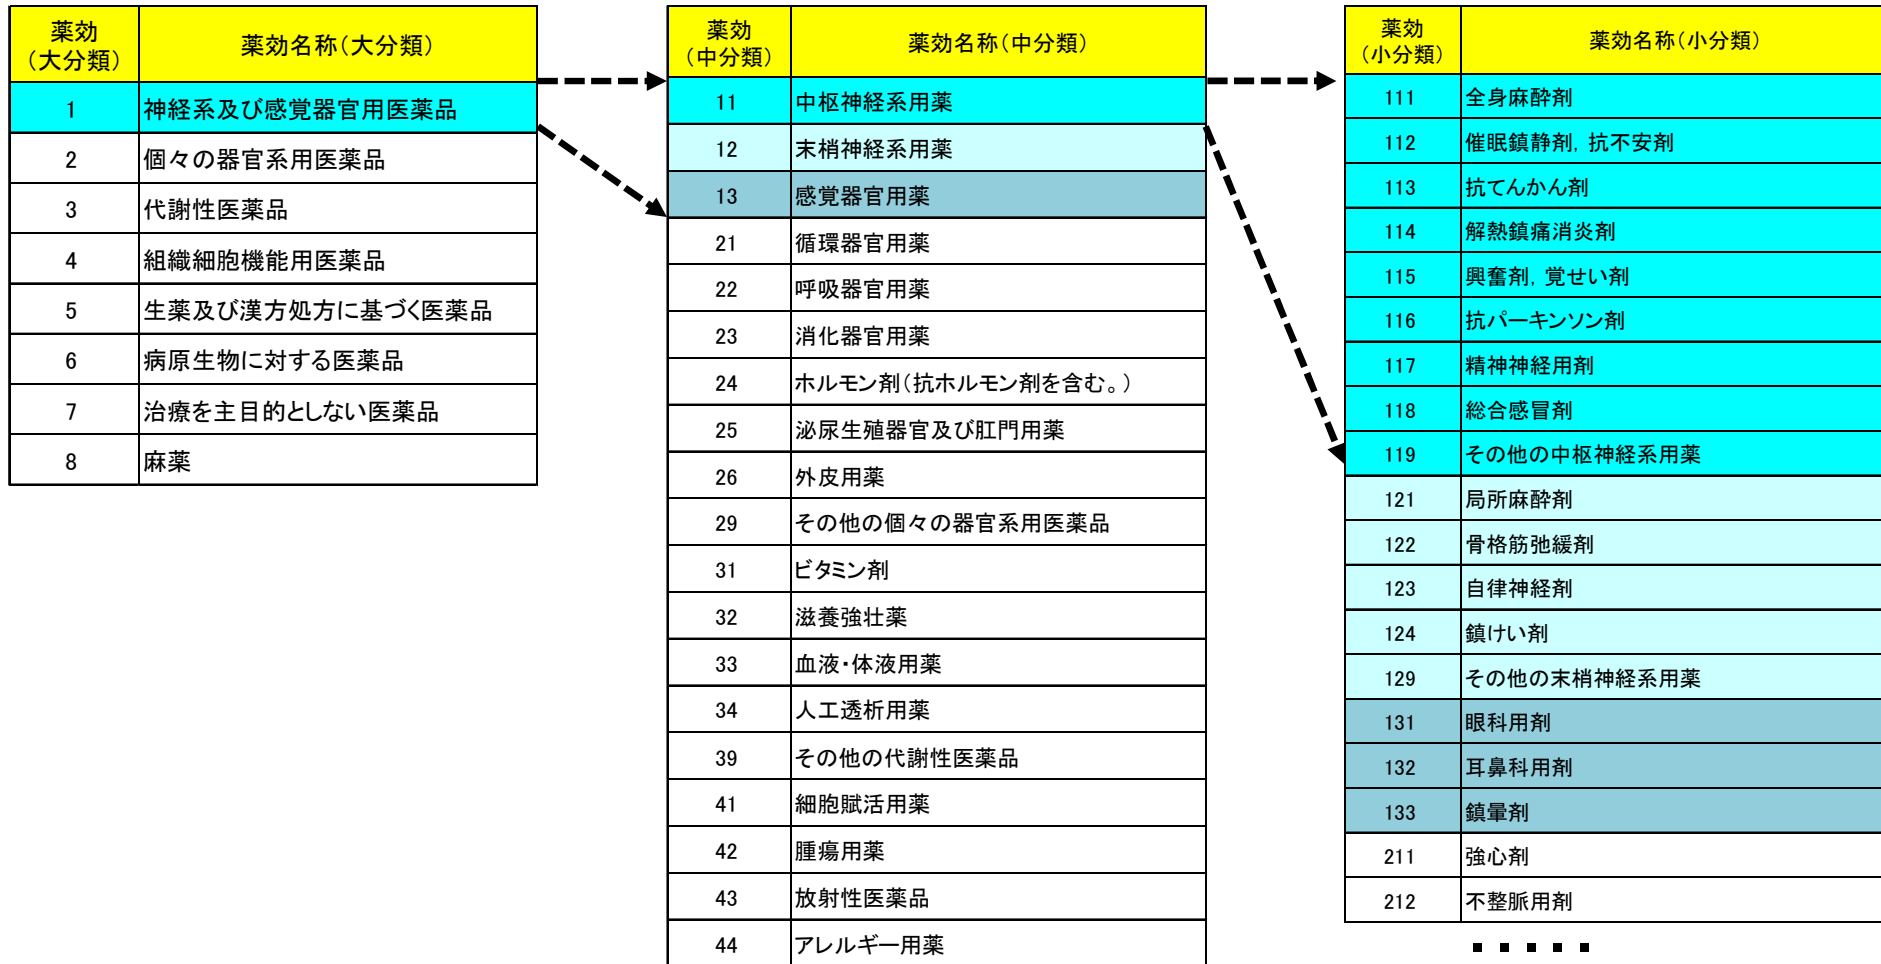 薬効
(大分類)
薬効名称(大分類)
1 神経系及び感覚器官用医薬品
2 個々の器官系用医薬品
3 代謝性医薬品
4 組織細胞機能用医薬品
5 生薬及び漢方処方に基づく医薬品
6 病原生物に対する医薬品
7 治療を主目的としない医薬品
8 麻薬
薬効
(中分類)
薬効名称(中分類)
11 中枢神経系用薬
12 末梢神経系用薬
13 感覚器官用薬
21 循環器官用薬
22 呼吸器官用薬
23 消化器官用薬
24 ホルモン剤(抗ホルモン剤を含む。)
25 泌尿生殖器官及び肛門用薬
26 外皮用薬
29 その他の個々の器官系用医薬品
31 ビタミン剤
32 滋養強壮薬
33 血液・体液用薬
34 人工透析用薬
39 その他の代謝性医薬品
41 細胞賦活用薬
42 腫瘍用薬
43 放射性医薬品
44 アレルギー用薬
薬効
(小分類)
薬効名称(小分類)
111 全身麻酔剤
112 催眠鎮静剤, 抗不安剤
113 抗てんかん剤
114 解熱鎮痛消炎剤
115 興奮剤, 覚せい剤
116 抗パーキンソン剤
117 精神神経用剤
118 総合感冒剤
119 その他の中枢神経系用薬
121 局所麻酔剤
122 骨格筋弛緩剤
123 自律神経剤
124 鎮けい剤
129 その他の末梢神経系用薬
131 眼科用剤
132 耳鼻科用剤
133 鎮暈剤
211 強心剤
212 不整脈用剤
・・・・・